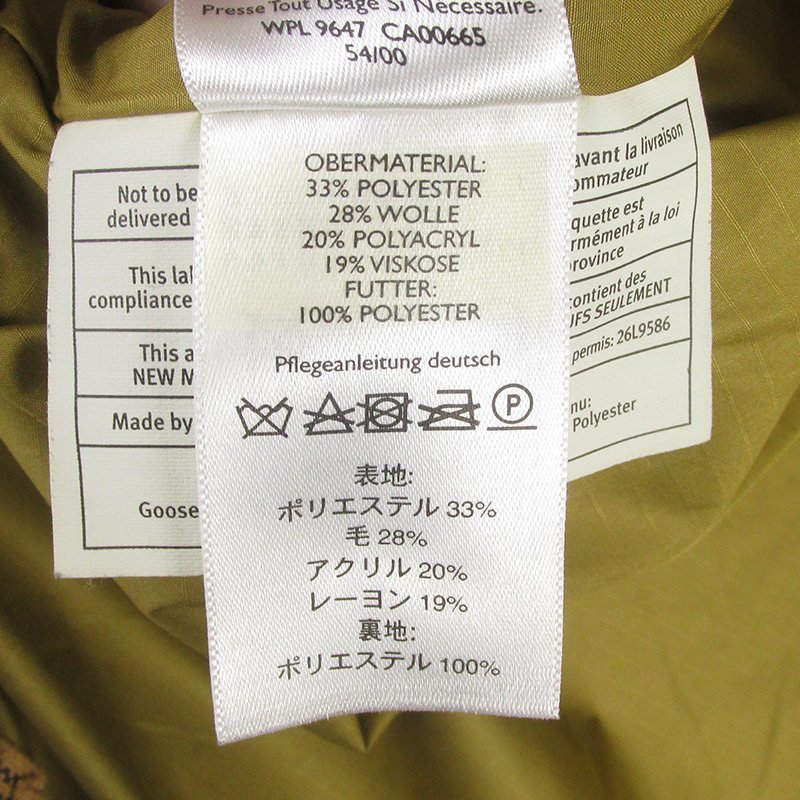 Presse Tout Usage Si Necessaire.
WPL 9647 CA00665
54/00
OBERMATERIAL:
33% POLYESTER
28% WOLLE
20% POLYACRYL
19% VISKOSE
FUTTER:
100% POLYESTER
Pflegeanleitung deutsch
P
表地:
ポリエステル 33%
毛 28%
アクリル 20%
レーヨン 19%
裏地:
ポリエステル 100%
Not to be
delivered
This lab
compliance
This a
NEW M
Made by
Goose
avant la livraison
ommateur
quette est
rmément à la loi
province
contient des
UFS SEULEMENT
permis: 26L9586
nu:
Polyester